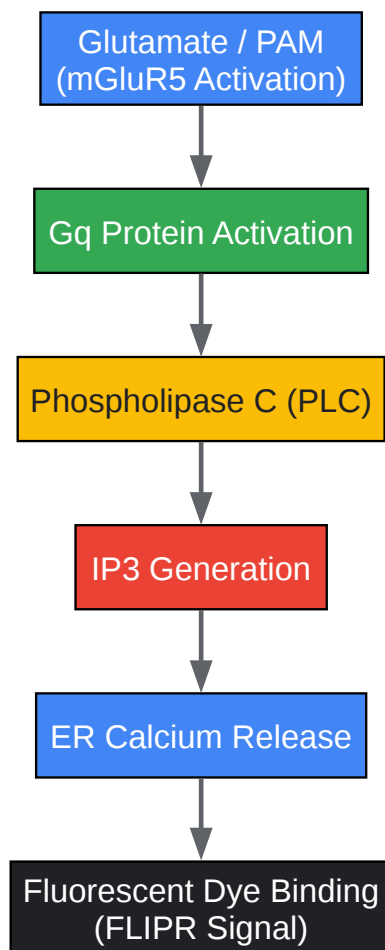 Glutamate / PAM
(mGluR5 Activation)
Gq Protein Activation
Phospholipase C (PLC)
IP3 Generation
ER Calcium Release
Fluorescent Dye Binding
(FLIPR Signal)